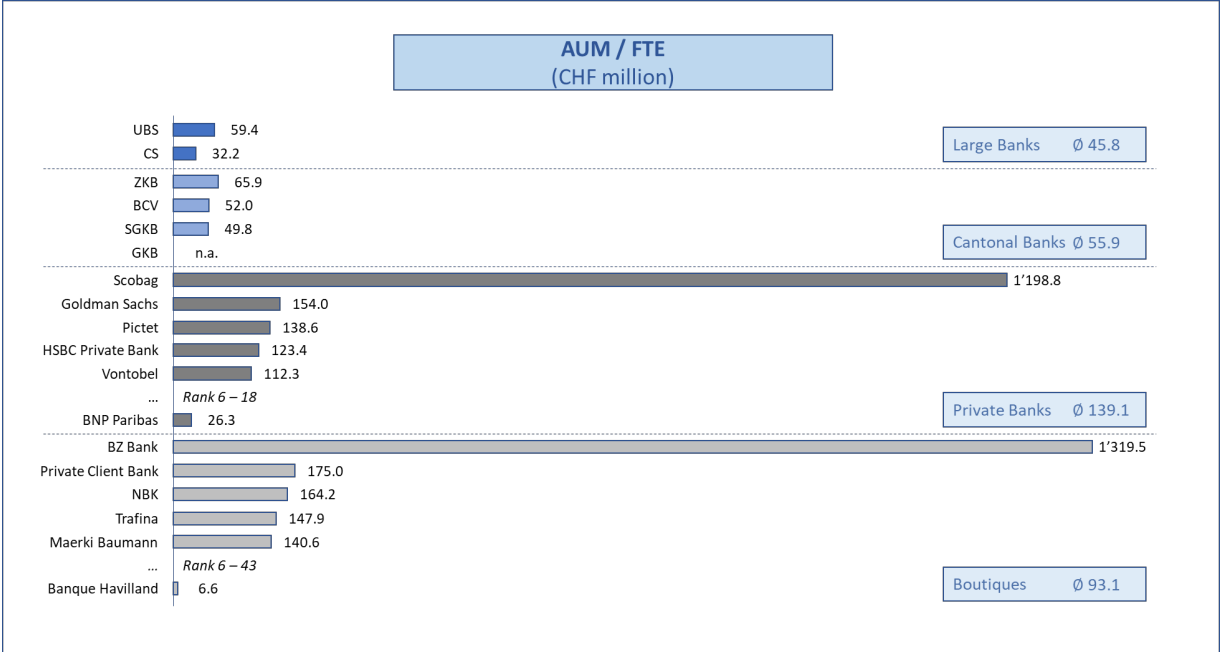 AUM / FTE
(CHF million)
UBS 59.4
CS 32.2
Large Banks Ø 45.8
ZKB 65.9
BCV 52.0
SGKB 49.8
Cantonal Banks Ø 55.9
GKB n.a.
Scobag 1’198.8
Goldman Sachs 154.0
Pictet 138.6
HSBC Private Bank 123.4
Vontobel 112.3
... Rank 6 – 18
Private Banks Ø 139.1
BNP Paribas 26.3
BZ Bank 1’319.5
Private Client Bank 175.0
NBK 164.2
Trafina 147.9
Maerki Baumann 140.6
... Rank 6 – 43
Boutiques Ø 93.1
Banque Havilland 6.6